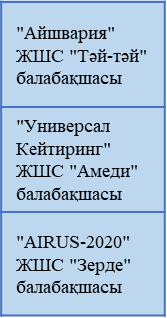 "Айшвария"
ЖШС "Тәй-тәй"
балабақшасы
"Универсал
Кейтиринг"
ЖШС "Амеди"
балабақшасы
"AIRUS-2020"
ЖШС "Зерде"
балабақшасы